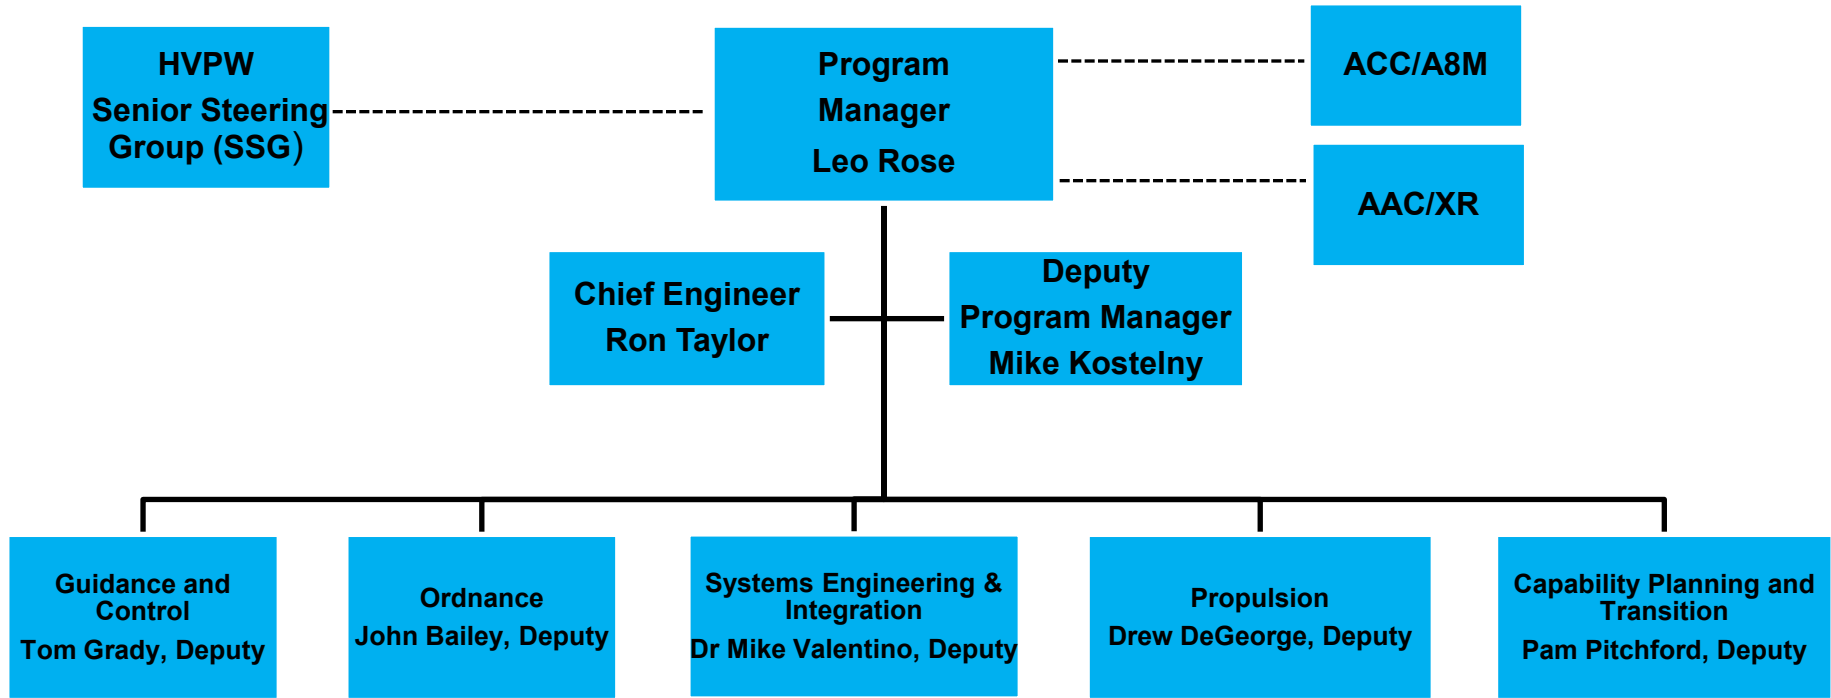 HVPW
Senior Steering
Group (SSG)
Program
Manager
Leo Rose
ACC/A8M
AAC/XR
Chief Engineer
Ron Taylor
Deputy
Program Manager
Mike Kostelny
Guidance and
Control
Tom Grady, Deputy
Ordnance
John Bailey, Deputy
Systems Engineering &
Integration
Dr Mike Valentino, Deputy
Propulsion
Drew DeGeorge, Deputy
Capability Planning and
Transition
Pam Pitchford, Deputy